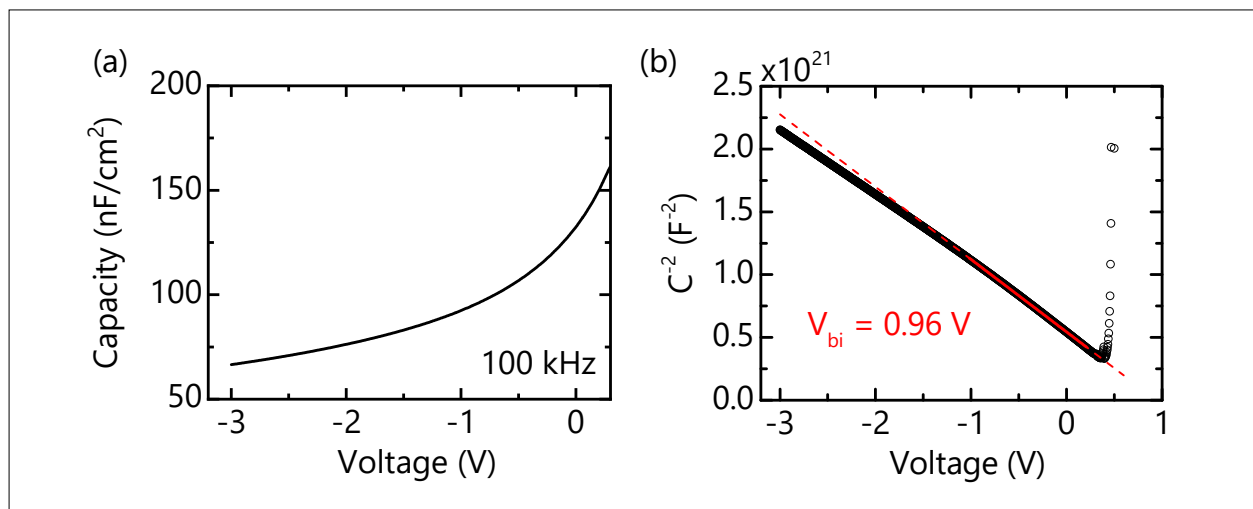 (a)
200
150
100
50
Capacity (nF/cm²)
100 kHz
-3
-2
-1
0
Voltage (V)
(b)
x10²¹
2.5
2.0
1.5
1.0
0.5
0.0
C⁻² (F⁻²)
V_bi = 0.96 V
-3
-2
-1
0
1
Voltage (V)